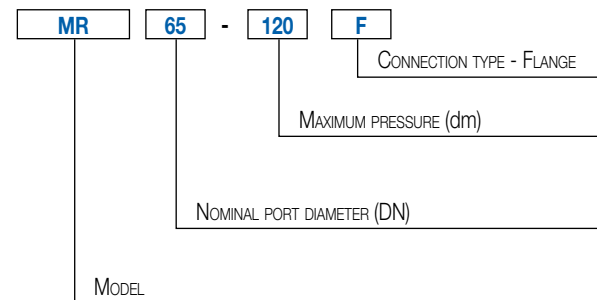 MR 65 - 120 F
CONNECTION TYPE - FLANGE
MAXIMUM PRESSURE (dm)
NOMINAL PORT DIAMETER (DN)
MODEL